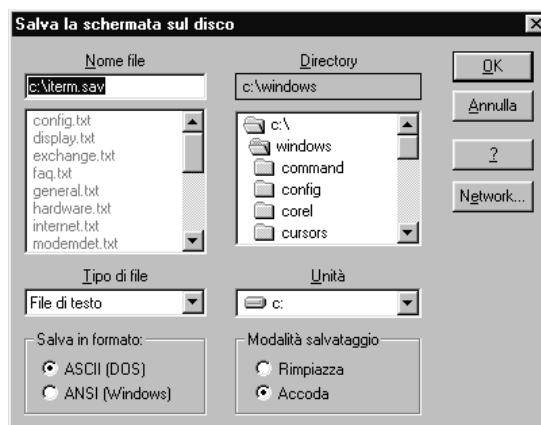 Salva la schermata sul disco
Nome file
c:\iterm.sav
config.txt
display.txt
exchange.txt
faq.txt
general.txt
hardware.txt
internet.txt
modemdet.txt
Tipo di file
File di testo
Salva in formato:
ASCII (DOS)
ANSI (Windows)
Directory
c:\windows
c:\
windows
command
config
corel
cursors
Unità
c:
Modalità salvataggio
Rimpiazza
Accoda
OK
Annulla
?
Network...